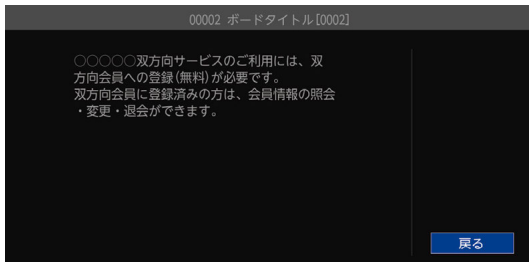 00002 ボードタイトル[0002]
○○○○○双方向サービスのご利用には、双
方向会員への登録(無料)が必要です。
双方向会員に登録済みの方は、会員情報の照会
・変更・退会ができます。
戻る